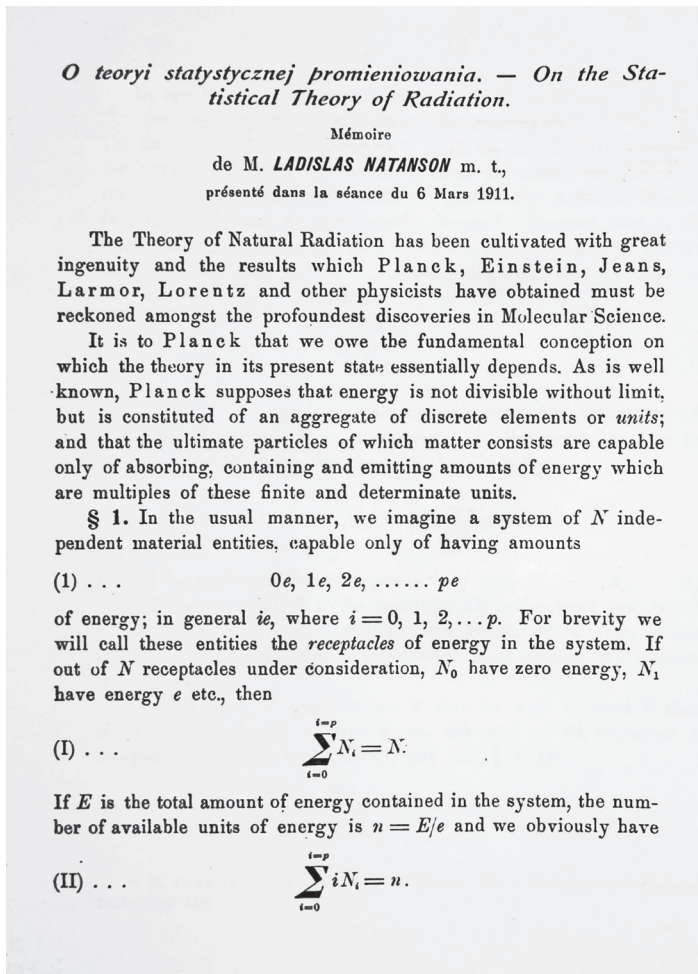 O teoryi statystycznej promieniowania. — On the Sta-
tistical Theory of Radiation.
Mémoire
de M. LADISLAS NATANSON m. t.,
présenté dans la séance du 6 Mars 1911.
The Theory of Natural Radiation has been cultivated with great
ingenuity and the results which Planck, Einstein, Jeans,
Larmor, Lorentz and other physicists have obtained must be
reckoned amongst the profoundest discoveries in Molecular Science.
It is to Planck that we owe the fundamental conception on
which the theory in its present state essentially depends. As is well
known, Planck supposes that energy is not divisible without limit,
but is constituted of an aggregate of discrete elements or units;
and that the ultimate particles of which matter consists are capable
only of absorbing, containing and emitting amounts of energy which
are multiples of these finite and determinate units.
§ 1. In the usual manner, we imagine a system of N inde-
pendent material entities, capable only of having amounts
(1) . . . 0e, 1e, 2e, ...... pe
of energy; in general ie, where i = 0, 1, 2,... p. For brevity we
will call these entities the receptacles of energy in the system. If
out of N receptacles under consideration, N₀ have zero energy, N₁
have energy e etc., then
i=p
(I) . . . ∑ Nᵢ = N.
i=0
If E is the total amount of energy contained in the system, the num-
ber of available units of energy is n = E/e and we obviously have
i=p
(II) . . . ∑ i Nᵢ = n.
i=0